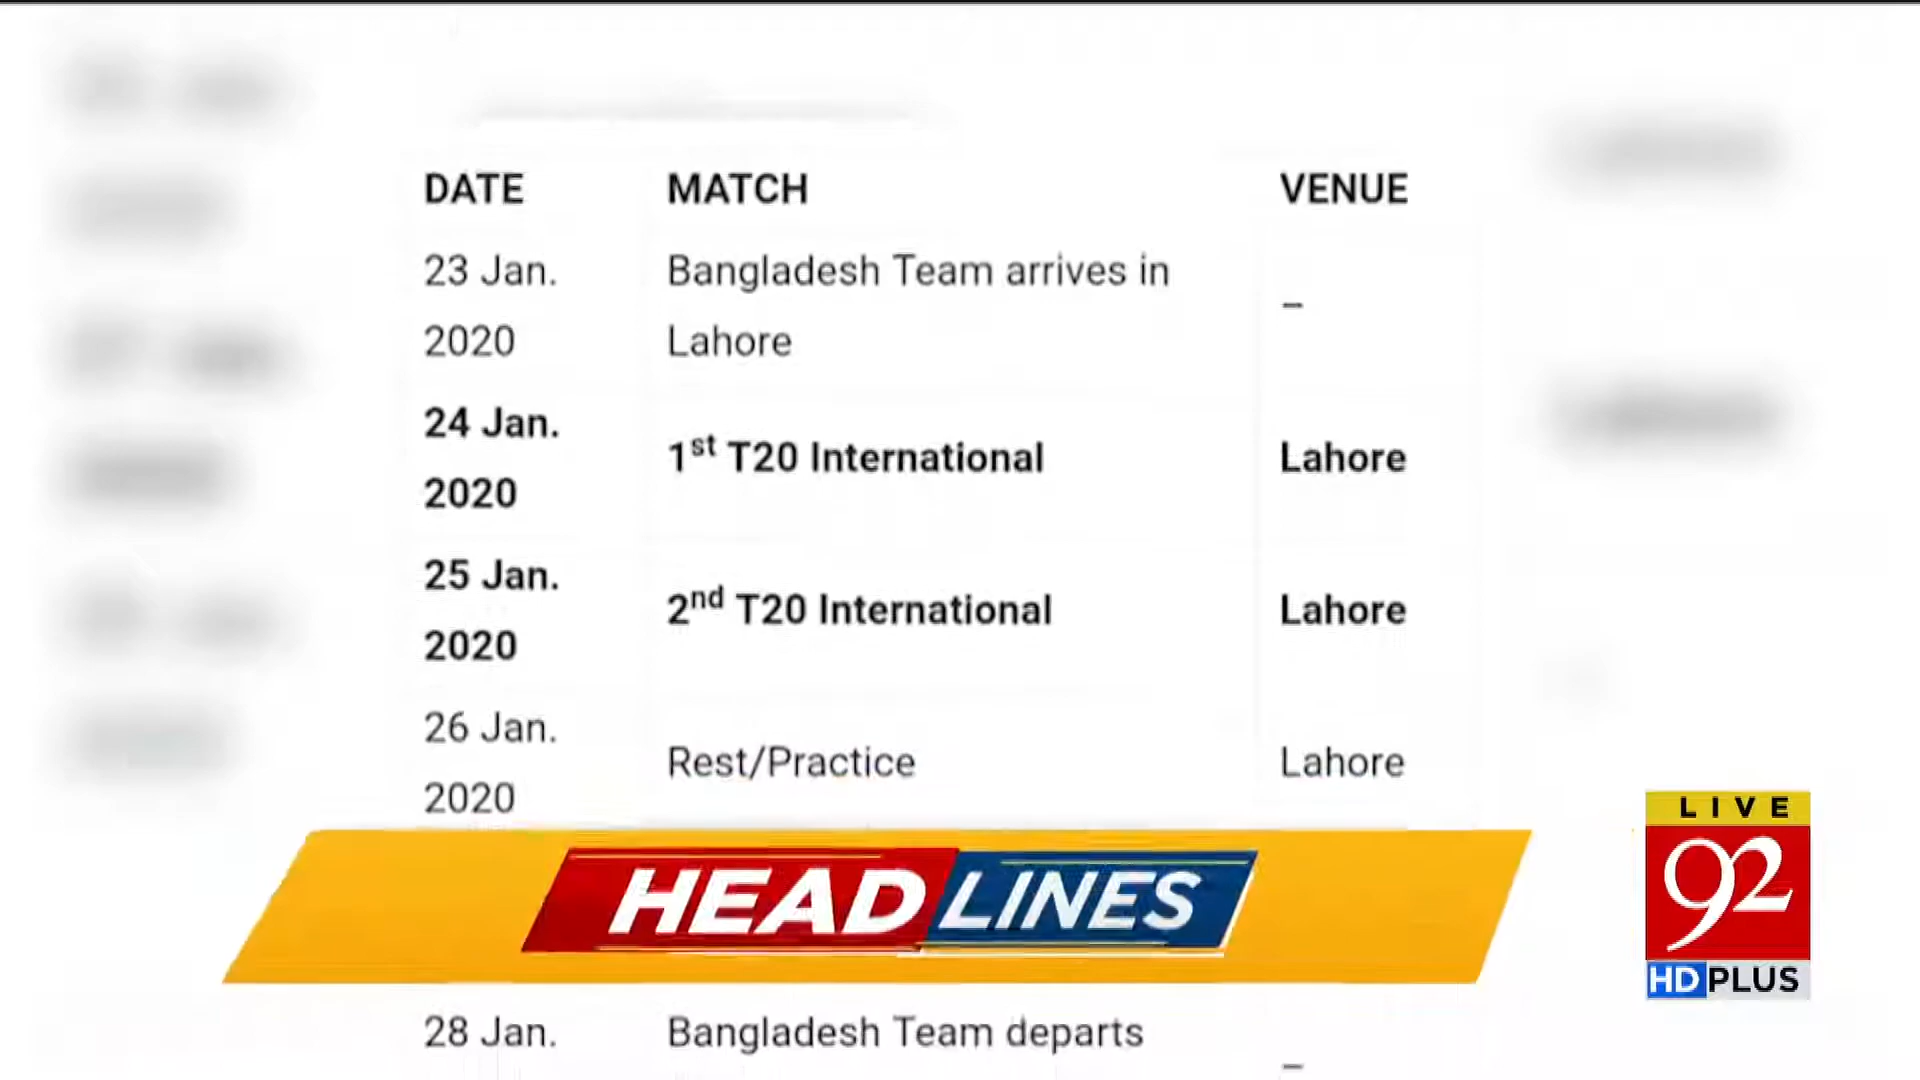 DATE MATCH VENUE
23 Jan. Bangladesh Team arrives in
2020 Lahore
–
24 Jan.
1st T20 International Lahore
2020
25 Jan.
2nd T20 International Lahore
2020
26 Jan.
Rest/Practice Lahore
2020
HEADLINES
LIVE
92
HD PLUS
28 Jan. Bangladesh Team departs
–